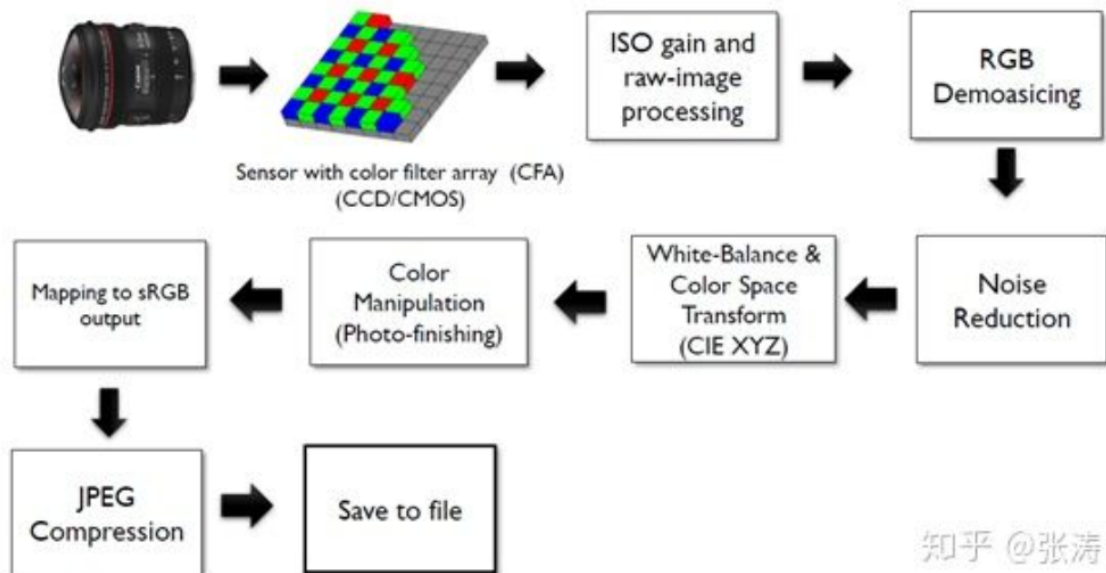 ISO gain and
raw-image
processing
RGB
Demoasicing
Sensor with color filter array (CFA)
(CCD/CMOS)
Mapping to sRGB
output
Color
Manipulation
(Photo-finishing)
White-Balance &
Color Space
Transform
(CIE XYZ)
Noise
Reduction
JPEG
Compression
Save to file
知乎 @张涛